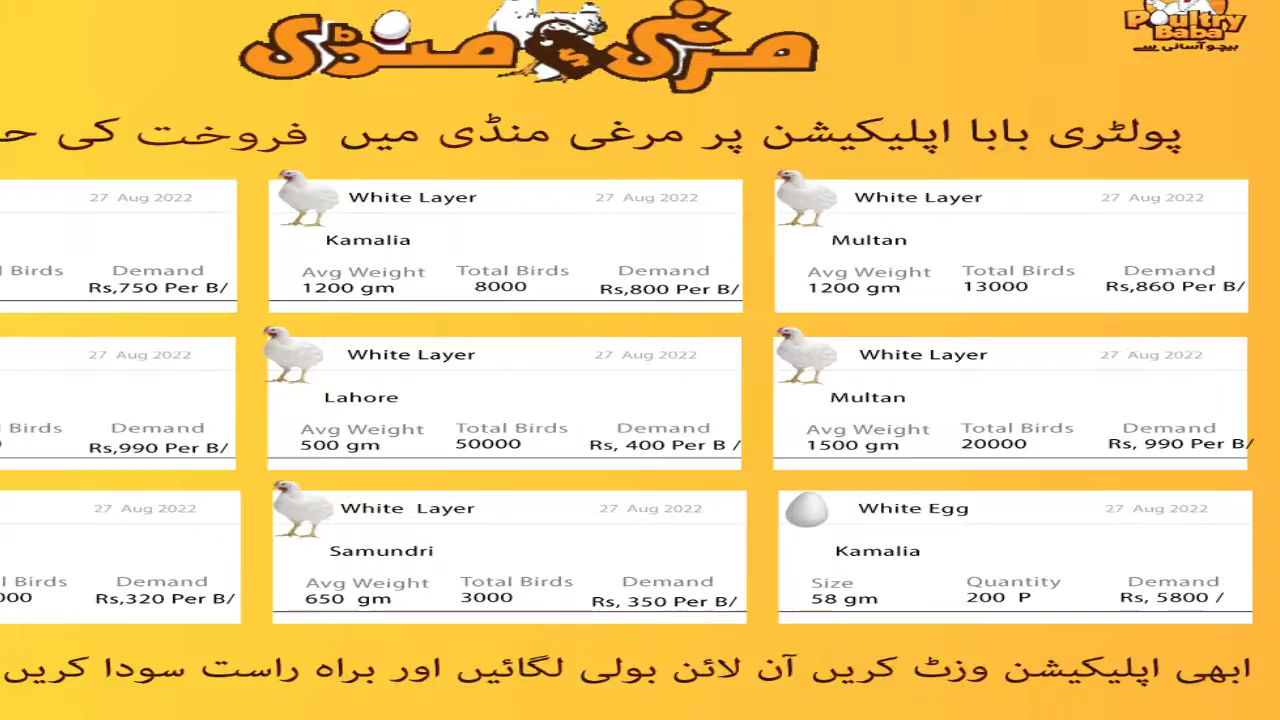 مرغی منڈی
Poultry
Baba
بیچو آسانی سے
پولٹری بابا اپلیکیشن پر مرغی منڈی میں فروخت کی
27 Aug 2022
Birds Demand
Rs,750 Per B/
White Layer 27 Aug 2022
Kamalia
Avg Weight Total Birds Demand
1200 gm 8000 Rs,800 Per B/
White Layer 27 Aug 2022
Multan
Avg Weight Total Birds Demand
1200 gm 13000 Rs,860 Per B/
27 Aug 2022
Birds Demand
Rs,990 Per B/
White Layer 27 Aug 2022
Lahore
Avg Weight Total Birds Demand
500 gm 50000 Rs, 400 Per B /
White Layer 27 Aug 2022
Multan
Avg Weight Total Birds Demand
1500 gm 20000 Rs, 990 Per B/
27 Aug 2022
Birds Demand
Rs,320 Per B/
White Layer 27 Aug 2022
Samundri
Avg Weight Total Birds Demand
650 gm 3000 Rs, 350 Per B/
White Egg 27 Aug 2022
Kamalia
Size Quantity Demand
58 gm 200 P Rs, 5800 /
ابھی اپلیکیشن وزٹ کریں آن لائن بولی لگائیں اور براہ راست سودا کریں